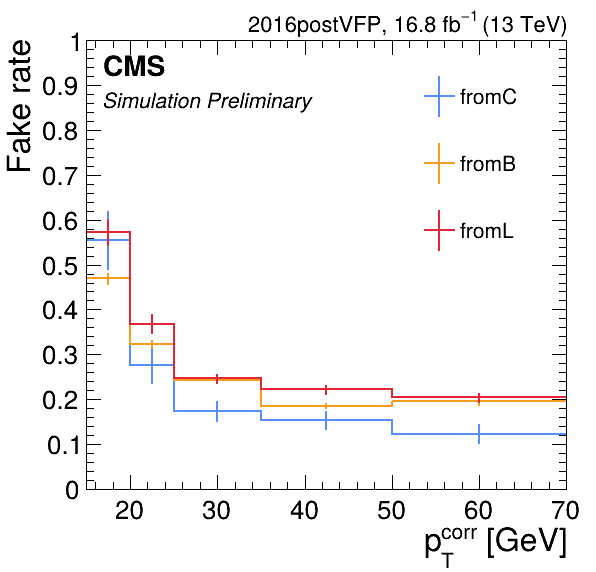 2016postVFP, 16.8 fb⁻¹ (13 TeV)
CMS
Simulation Preliminary
fromC
fromB
fromL
Fake rate
1
0.9
0.8
0.7
0.6
0.5
0.4
0.3
0.2
0.1
0
20 30 40 50 60 70
p_T^corr [GeV]